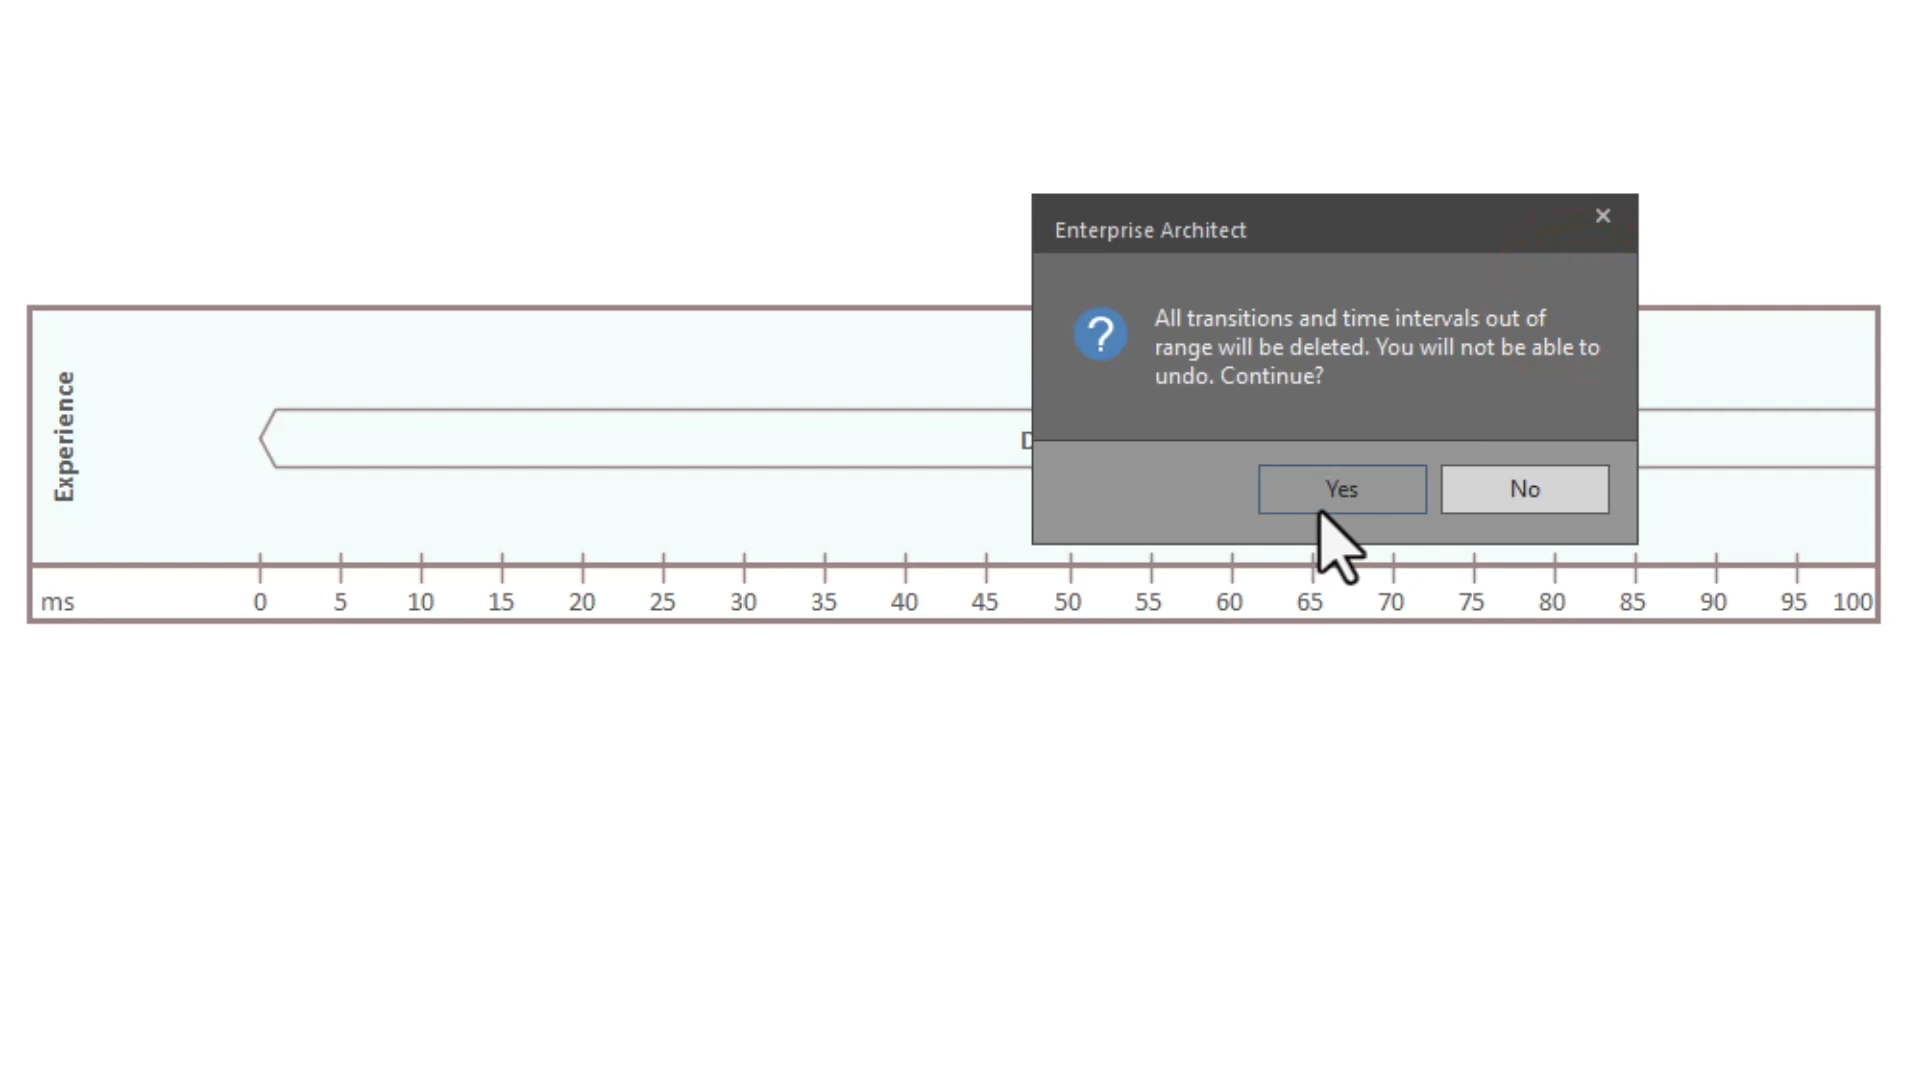 Enterprise Architect
All transitions and time intervals out of
range will be deleted. You will not be able to
undo. Continue?
Yes No
Experience
ms 0 5 10 15 20 25 30 35 40 45 50 55 60 65 70 75 80 85 90 95 100